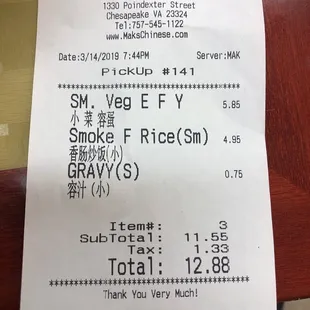 1330 Poindexter Street
Chesapeake VA 23324
Tel:757-545-1122
www.MaksChinese.com
Date:3/14/2019 7:44PM Server:MAK
PickUp #141
SM. Veg E F Y 5.85
小 菜 容蛋
Smoke F Rice(Sm) 4.95
香肠炒饭(小)
GRAVY(S) 0.75
容汁 (小)
Item#: 3
SubTotal: 11.55
Tax: 1.33
Total: 12.88
Thank You Very Much!